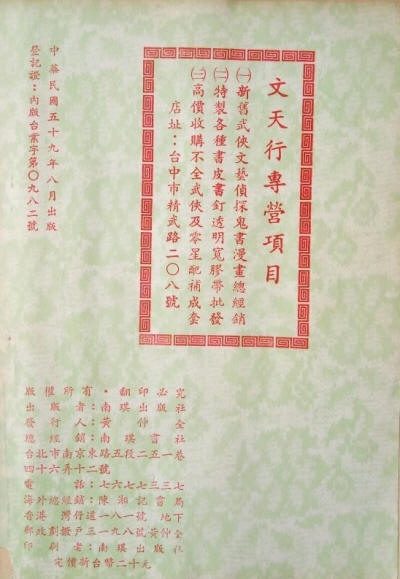 文天行專營項目
㈠新舊武俠文藝偵探鬼書漫畫總經銷
㈡特製各種書皮書釘透明寬膠帶批發
㈢高價收購不全武俠及零星配補成套
店址：台中市精武路二〇八號
中華民國五十九年八月出版
登記證：內版台業字第〇九八二號
版權所有・翻印必究
出版者：南琪出版社
發行人：黃仲全
總經銷：南琪書社
台北市南京東路五段二五一巷
四十六弄十二號
電話：七六七七三三七
海外總經銷：陳湘記書局
香港灣仔道一八一號地下
郵政劃撥戶三一九八號黃仲全
印刷者：南琪出版社
定價新台幣二十元